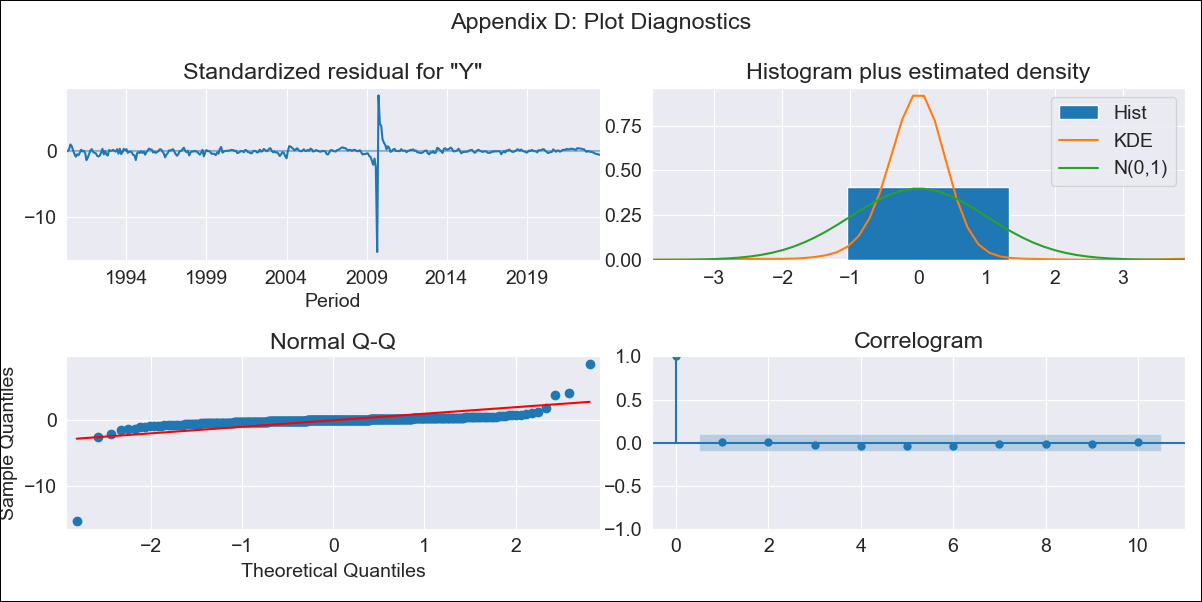 Appendix D: Plot Diagnostics
Standardized residual for "Y"
0
−10
1994 1999 2004 2009 2014 2019
Period
Histogram plus estimated density
0.75
0.50
0.25
0.00
−3 −2 −1 0 1 2 3
Hist
KDE
N(0,1)
Normal Q-Q
Sample Quantiles
0
−10
−2 −1 0 1 2
Theoretical Quantiles
Correlogram
1.0
0.5
0.0
−0.5
−1.0
0 2 4 6 8 10